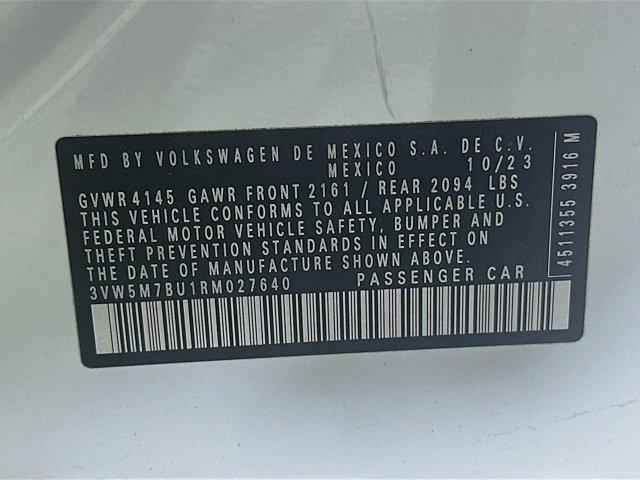 MFD BY VOLKSWAGEN DE MEXICO S.A. DE C.V.
MEXICO 10/23
GVWR 4145 GAWR FRONT 2161 / REAR 2094 LBS
THIS VEHICLE CONFORMS TO ALL APPLICABLE U.S.
FEDERAL MOTOR VEHICLE SAFETY, BUMPER AND
THEFT PREVENTION STANDARDS IN EFFECT ON
THE DATE OF MANUFACTURE SHOWN ABOVE.
3VW5M7BU1RM027640 PASSENGER CAR
4511355 3916 M